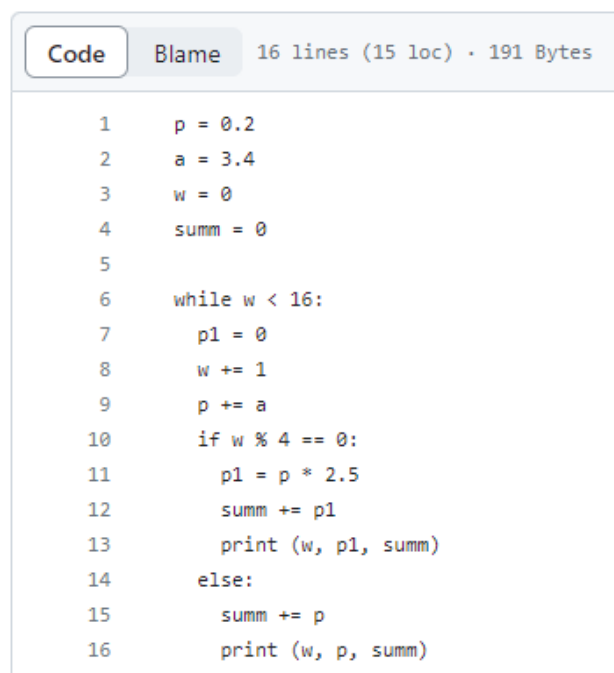 Code Blame 16 lines (15 loc) · 191 Bytes
1 p = 0.2
2 a = 3.4
3 w = 0
4 summ = 0
5
6 while w < 16:
7   p1 = 0
8   w += 1
9   p += a
10   if w % 4 == 0:
11     p1 = p * 2.5
12     summ += p1
13     print (w, p1, summ)
14   else:
15     summ += p
16     print (w, p, summ)